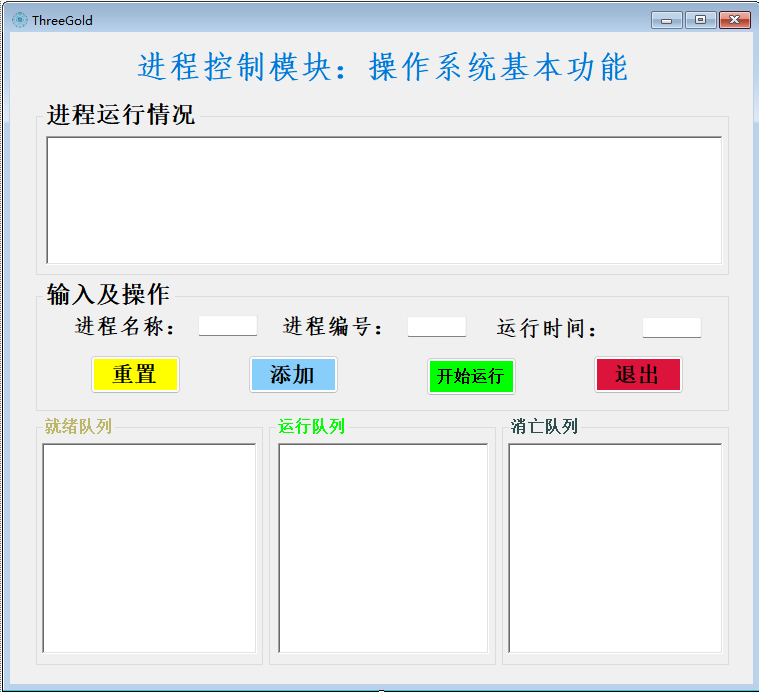 ThreeGold
进程控制模块：操作系统基本功能
进程运行情况
输入及操作
进程名称： 进程编号： 运行时间：
重置 添加 开始运行 退出
就绪队列 运行队列 消亡队列